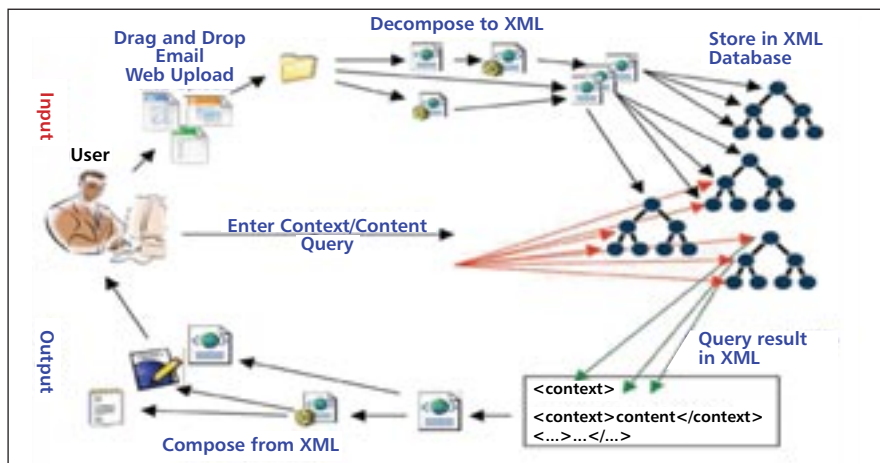 Decompose to XML
Drag and Drop
Email
Web Upload
Store in XML
Database
Input
User
Enter Context/Content
Query
Output
Query result
in XML
<context>
<context>content</context>
<...>...</...>
Compose from XML